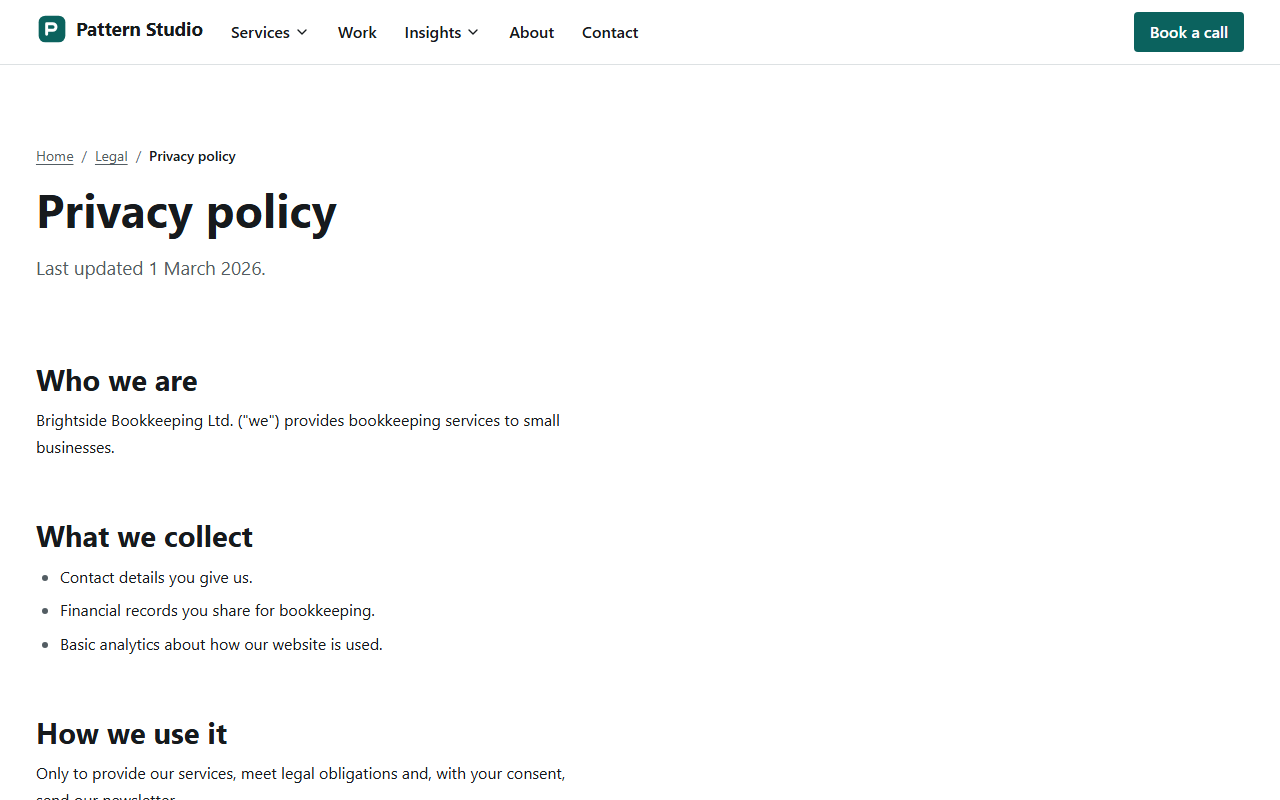 Pattern Studio Services Work Insights About Contact Book a call
Home / Legal / Privacy policy
Privacy policy
Last updated 1 March 2026.
Who we are
Brightside Bookkeeping Ltd. ("we") provides bookkeeping services to small
businesses.
What we collect
• Contact details you give us.
• Financial records you share for bookkeeping.
• Basic analytics about how our website is used.
How we use it
Only to provide our services, meet legal obligations and, with your consent,
send our newsletter